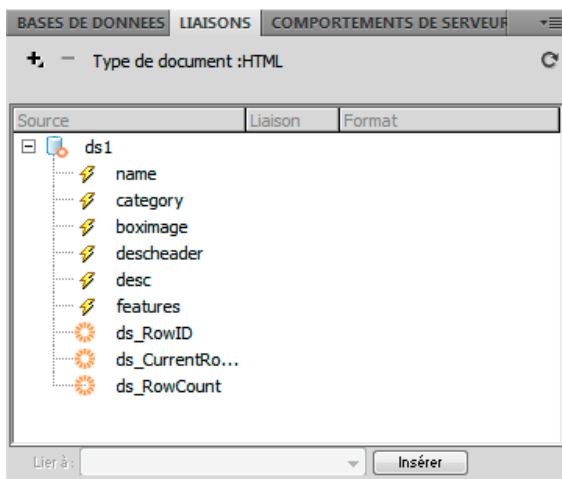 BASES DE DONNEES LIAISONS COMPORTEMENTS DE SERVEUR
Type de document :HTML
Source Liaison Format
ds1
name
category
boximage
descheader
desc
features
ds_RowID
ds_CurrentRo...
ds_RowCount
Lier à : Insérer